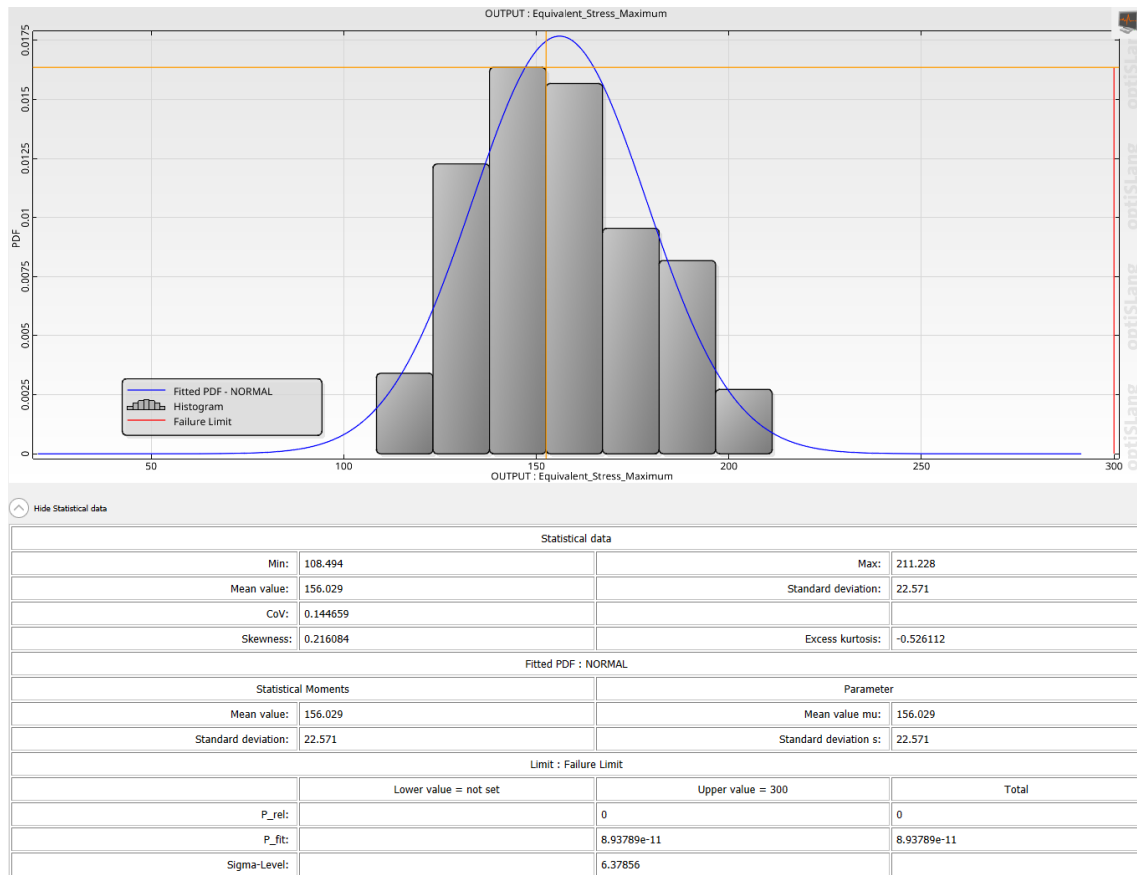 OUTPUT : Equivalent_Stress_Maximum
0.0175
0.015
0.0125
0.01
0.0075
0.005
0.0025
0
PDF
Fitted PDF - NORMAL
Histogram
Failure Limit
50 100 150 200 250 300
OUTPUT : Equivalent_Stress_Maximum
optiSLang
optiSLang
optiSLang
optiSLang
Hide Statistical data
Statistical data
Min: 108.494 Max: 211.228
Mean value: 156.029 Standard deviation: 22.571
CoV: 0.144659
Skewness: 0.216084 Excess kurtosis: -0.526112
Fitted PDF : NORMAL
Statistical Moments Parameter
Mean value: 156.029 Mean value mu: 156.029
Standard deviation: 22.571 Standard deviation s: 22.571
Limit : Failure Limit
Lower value = not set Upper value = 300 Total
P_rel: 0 0
P_fit: 8.93789e-11 8.93789e-11
Sigma-Level: 6.37856